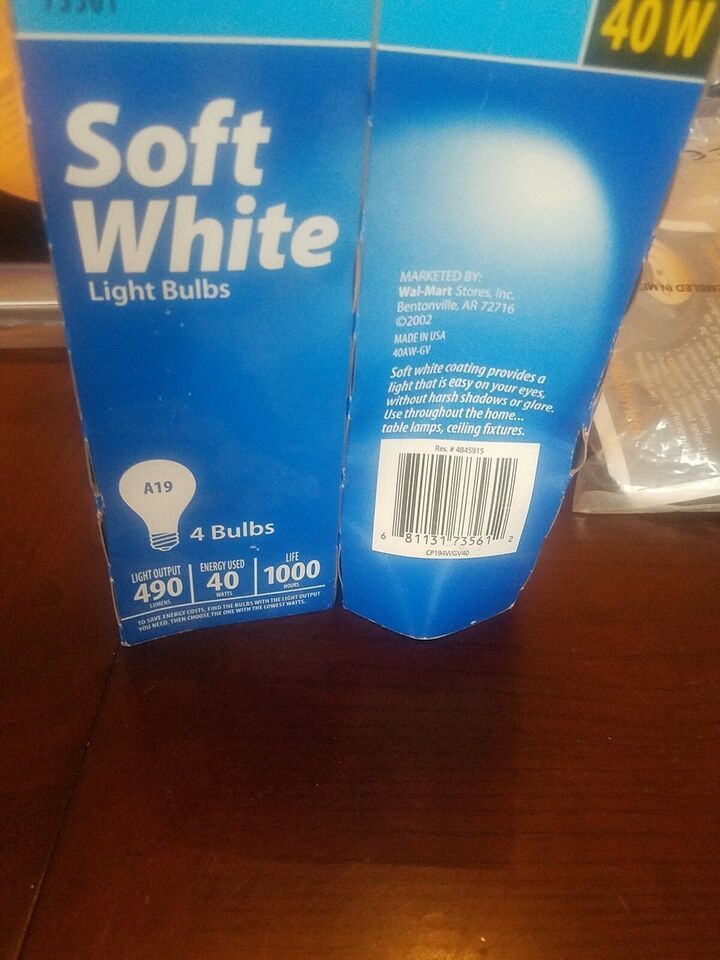 73561
40 W
Soft
White
Light Bulbs
A19
4 Bulbs
LIGHT OUTPUT
490
LUMENS
ENERGY USED
40
WATTS
LIFE
1000
HOURS
TO SAVE ENERGY COSTS, FIND THE BULBS WITH THE LIGHT OUTPUT
YOU NEED, THEN CHOOSE THE ONE WITH THE LOWEST WATTS.
MARKETED BY:
Wal-Mart Stores, Inc.
Bentonville, AR 72716
©2002
MADE IN USA
40AW-GV
Soft white coating provides a
light that is easy on your eyes,
without harsh shadows or glare.
Use throughout the home...
table lamps, ceiling fixtures.
Res. # 4845915
6 81131 73561 2
CP194WGV40